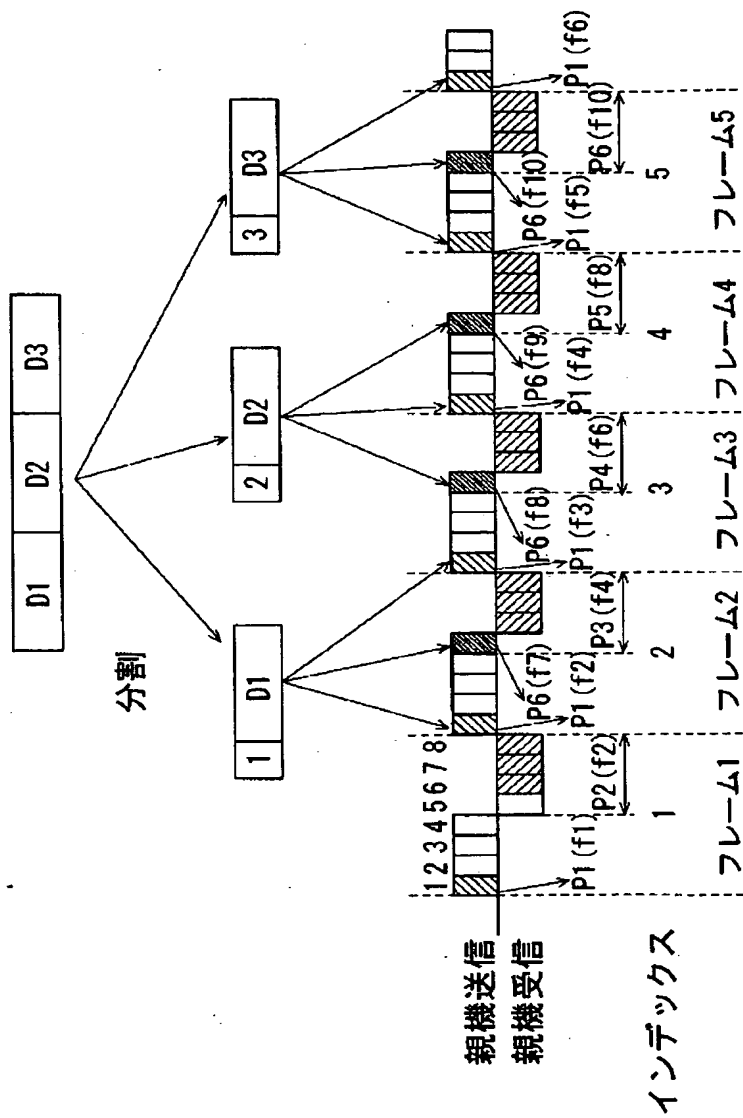 D1 D2 D3
分割
1 D1
2 D2
3 D3
1 2 3 4 5 6 7 8
親機送信
親機受信
P1(f1)
P2(f2)
P1(f2)
P6(f7)
P3(f4)
P1(f3)
P6(f8)
P4(f6)
P1(f4)
P6(f9)
P5(f8)
P1(f5)
P6(f10)
P6(f10)
P1(f6)
インデックス
1 2 3 4 5
フレーム1 フレーム2 フレーム3 フレーム4 フレーム5